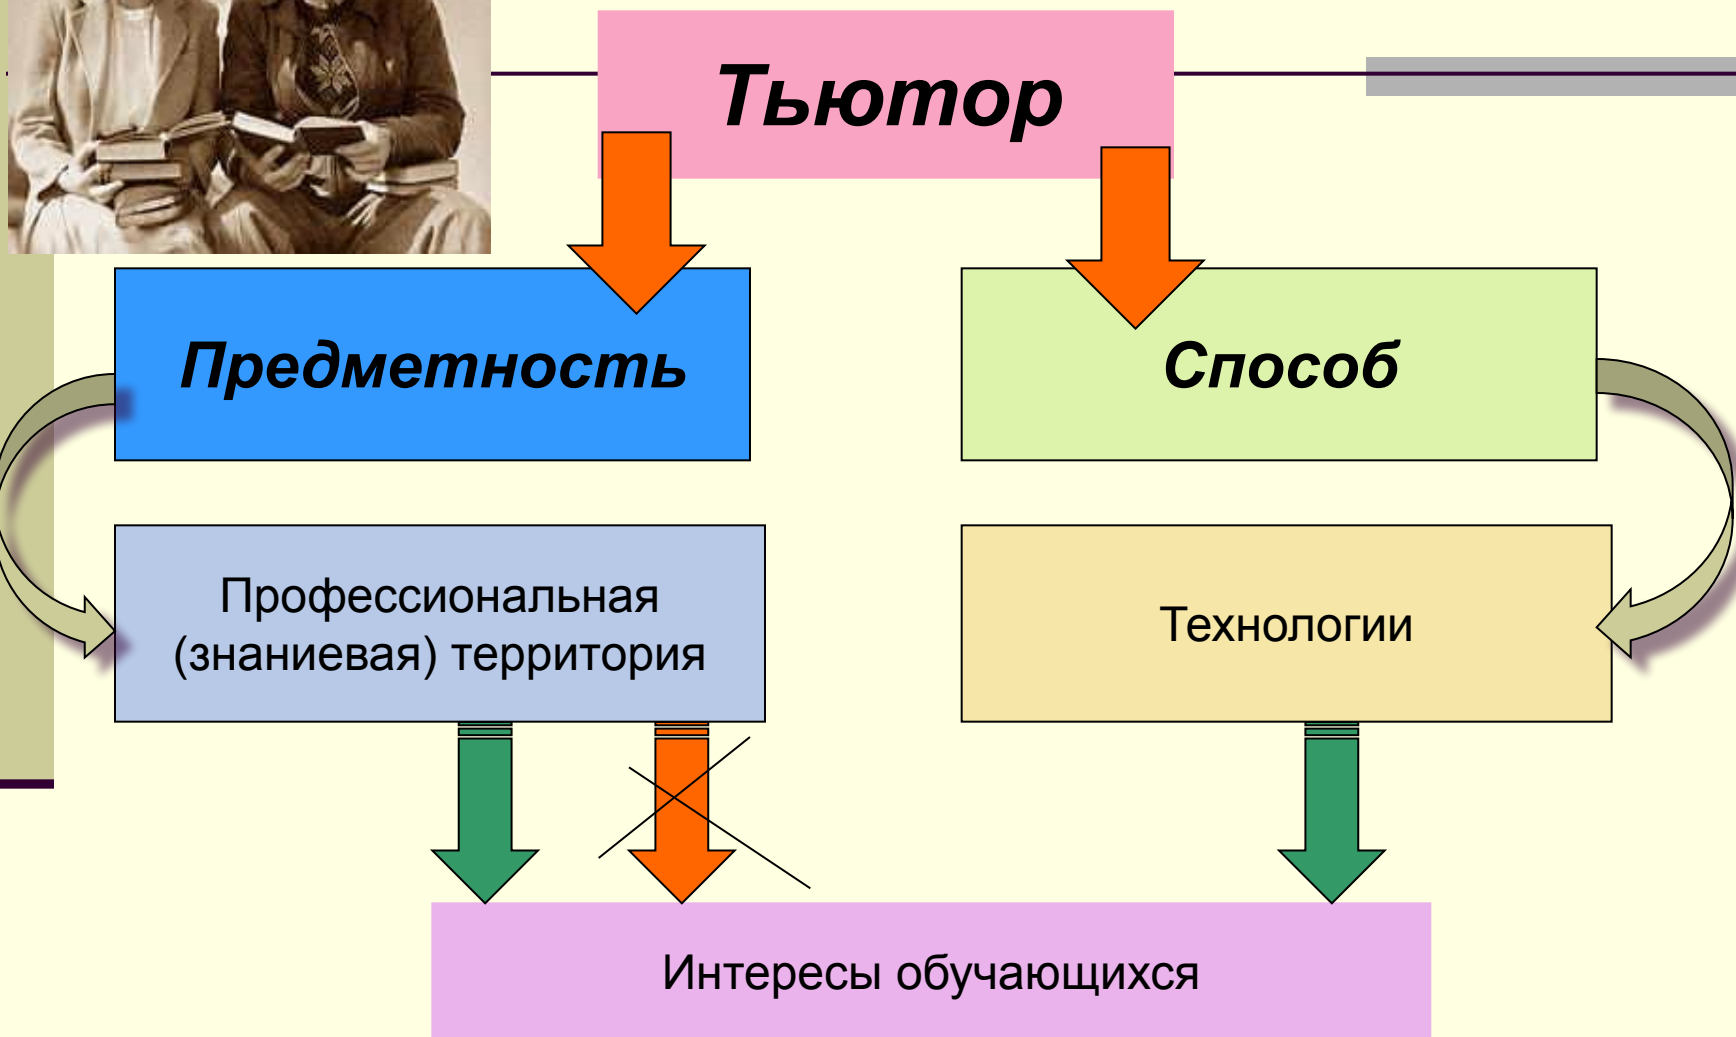 Тьютор
Предметность
Способ
Профессиональная
(знаниевая) территория
Технологии
Интересы обучающихся